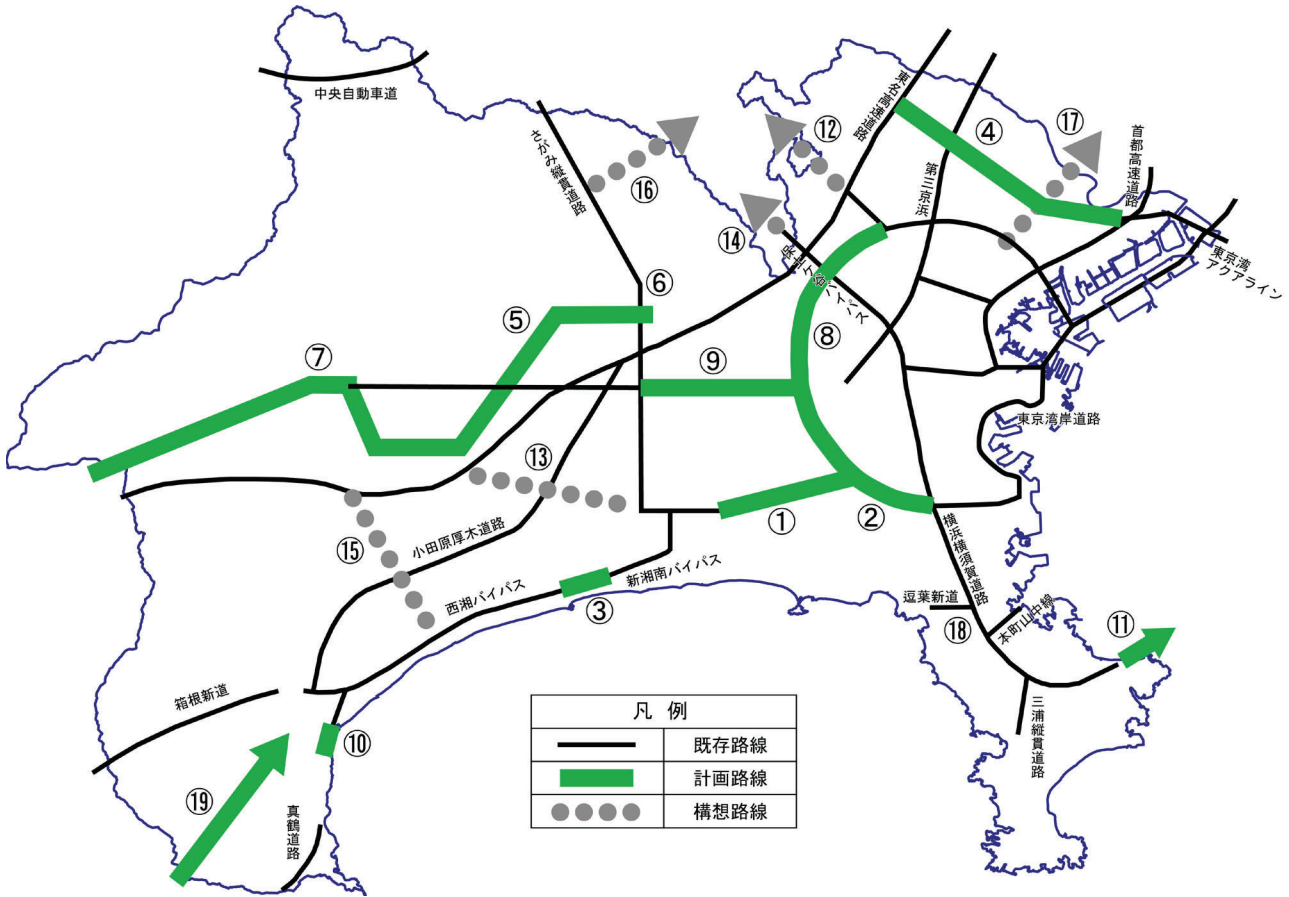 中央自動車道
さがみ縦貫道路
⑯
⑫
⑭
東名高速道路
④
第三京浜
⑰
首都高速道路
東京湾
アクアライン
保土ヶ谷バイパス
⑥
⑤
⑦
⑧
⑨
東京湾岸道路
⑬
⑮
小田原厚木道路
①
②
西湘バイパス
③
新湘南バイパス
横浜横須賀道路
逗葉新道
⑱
本町山中線
⑪
三浦縦貫道路
箱根新道
⑩
⑲
真鶴道路
凡 例
既存路線
計画路線
構想路線